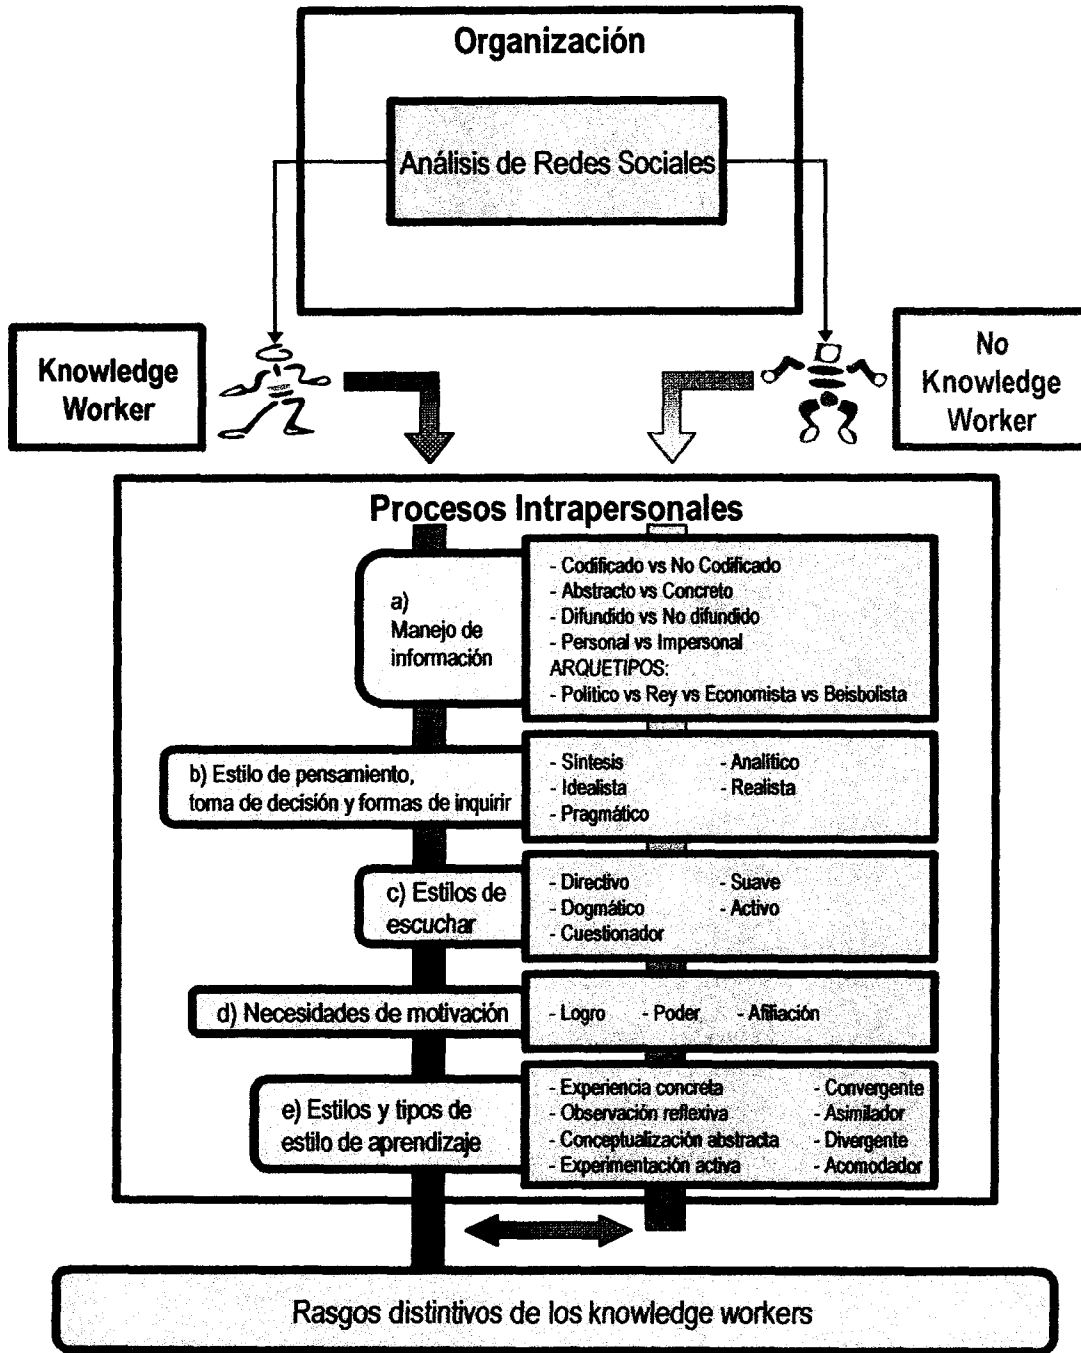 Organización
Análisis de Redes Sociales
Knowledge
Worker
No
Knowledge
Worker
Procesos Intrapersonales
a)
Manejo de
información
- Codificado vs No Codificado
- Abstracto vs Concreto
- Difundido vs No difundido
- Personal vs Impersonal
ARQUETIPOS:
- Político vs Rey vs Economista vs Beisbolista
b) Estilo de pensamiento,
toma de decisión y formas de inquirir
- Síntesis - Analítico
- Idealista - Realista
- Pragmático
c) Estilos de
escuchar
- Directivo - Suave
- Dogmático - Activo
- Cuestionador
d) Necesidades de motivación
- Logro - Poder - Afiliación
e) Estilos y tipos de
estilo de aprendizaje
- Experiencia concreta - Convergente
- Observación reflexiva - Asimilador
- Conceptualización abstracta - Divergente
- Experimentación activa - Acomodador
Rasgos distintivos de los knowledge workers